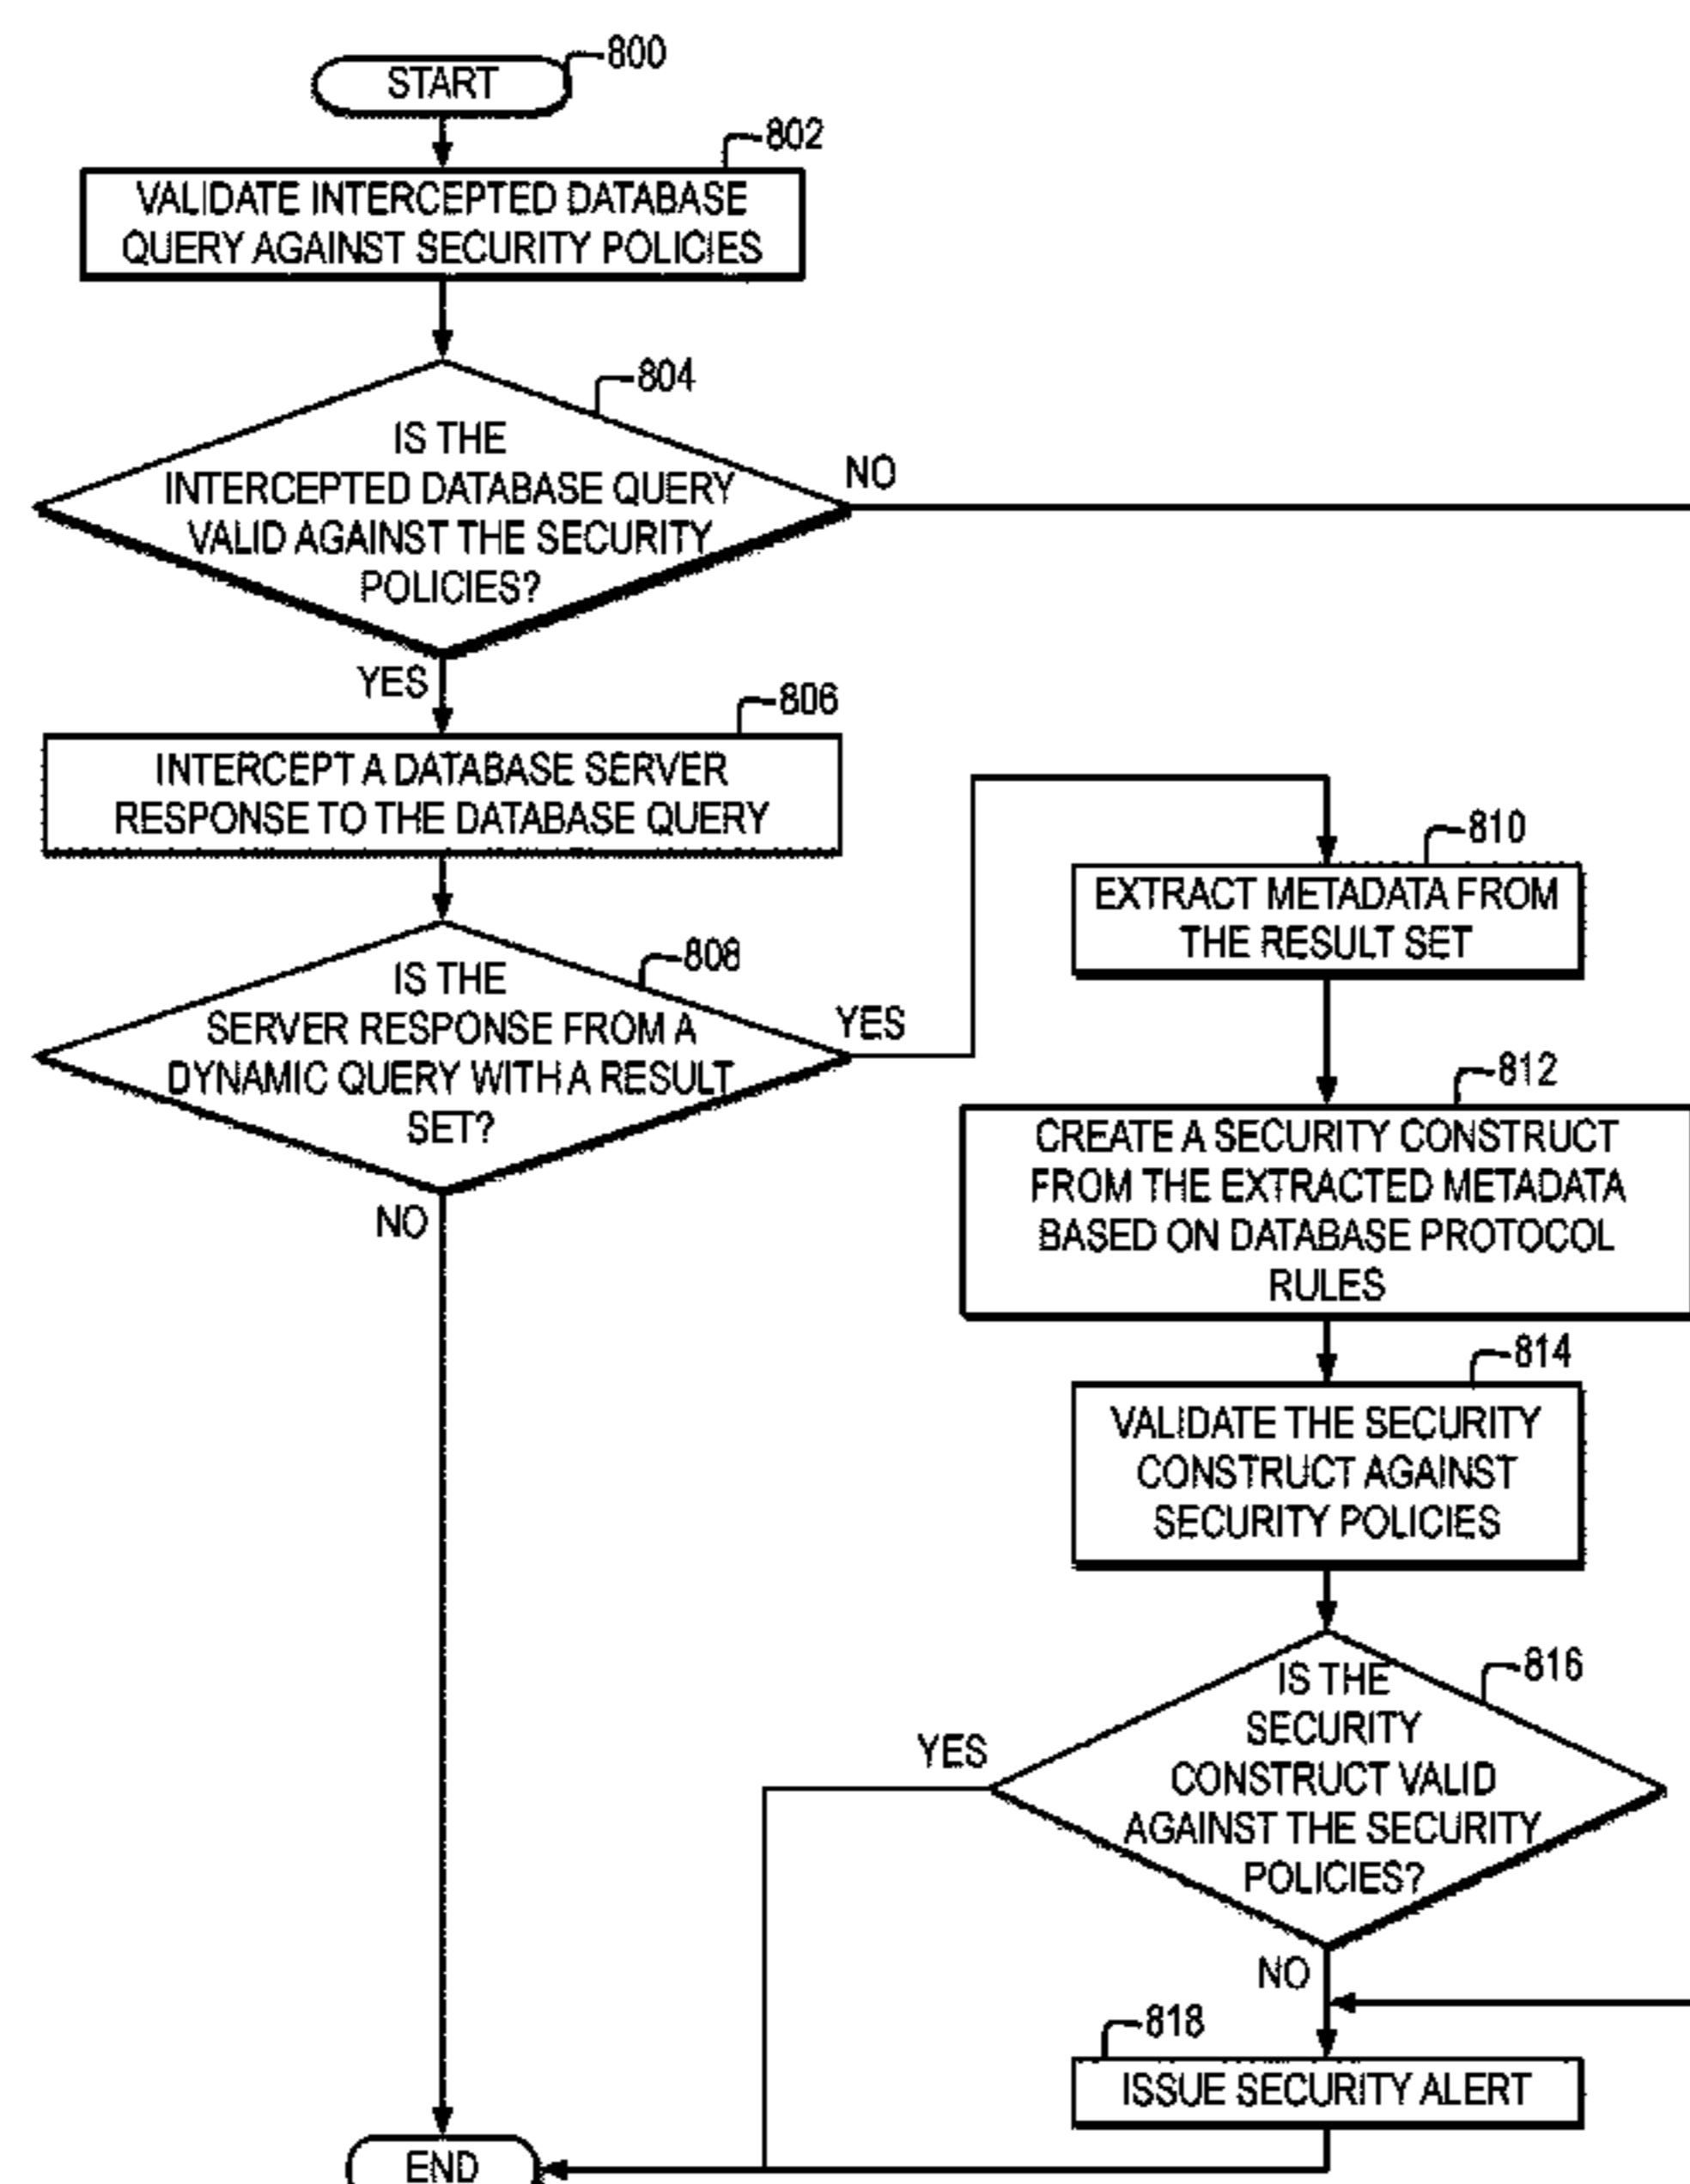 800
START
802
VALIDATE INTERCEPTED DATABASE
QUERY AGAINST SECURITY POLICIES
804
IS THE
INTERCEPTED DATABASE QUERY
VALID AGAINST THE SECURITY
POLICIES?
NO
YES
806
INTERCEPT A DATABASE SERVER
RESPONSE TO THE DATABASE QUERY
808
IS THE
SERVER RESPONSE FROM A
DYNAMIC QUERY WITH A RESULT
SET?
YES
NO
810
EXTRACT METADATA FROM
THE RESULT SET
812
CREATE A SECURITY CONSTRUCT
FROM THE EXTRACTED METADATA
BASED ON DATABASE PROTOCOL
RULES
814
VALIDATE THE SECURITY
CONSTRUCT AGAINST
SECURITY POLICIES
816
IS THE
SECURITY
CONSTRUCT VALID
AGAINST THE SECURITY
POLICIES?
YES
NO
818
ISSUE SECURITY ALERT
END